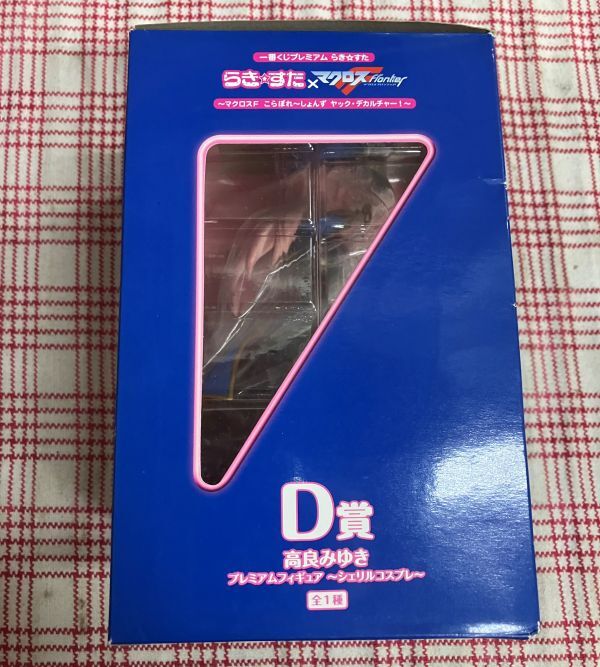 一番くじプレミアム らき☆すた
らき☆すた×マクロスF Frontier
～マクロスF こらぼれ～しょんず ヤック・デカルチャー！～
D賞
高良みゆき
プレミアムフィギュア ～シェリルコスプレ～
全1種